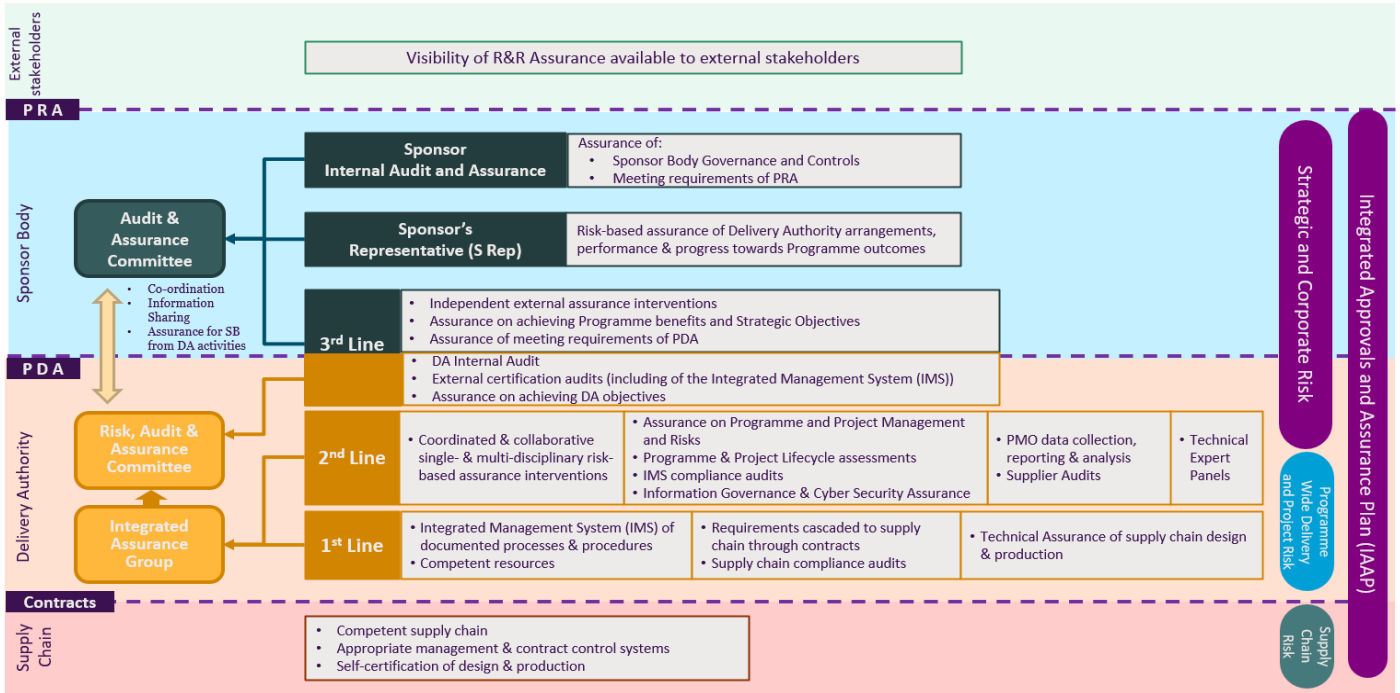 External
stakeholders
Visibility of R&R Assurance available to external stakeholders
PRA
Sponsor Body
Sponsor
Internal Audit and Assurance
Assurance of:
• Sponsor Body Governance and Controls
• Meeting requirements of PRA
Audit &
Assurance
Committee
Sponsor's
Representative (S Rep)
Risk-based assurance of Delivery Authority arrangements,
performance & progress towards Programme outcomes
• Co-ordination
• Information
Sharing
• Assurance for SB
from DA activities
3rd Line
• Independent external assurance interventions
• Assurance on achieving Programme benefits and Strategic Objectives
• Assurance of meeting requirements of PDA
PDA
• DA Internal Audit
• External certification audits (including of the Integrated Management System (IMS))
• Assurance on achieving DA objectives
Delivery Authority
Risk, Audit &
Assurance
Committee
2nd Line
• Coordinated & collaborative
single- & multi-disciplinary risk-
based assurance interventions
• Assurance on Programme and Project Management
and Risks
• Programme & Project Lifecycle assessments
• IMS compliance audits
• Information Governance & Cyber Security Assurance
• PMO data collection,
reporting & analysis
• Supplier Audits
• Technical
Expert
Panels
Integrated
Assurance
Group
1st Line
• Integrated Management System (IMS) of
documented processes & procedures
• Competent resources
• Requirements cascaded to supply
chain through contracts
• Supply chain compliance audits
• Technical Assurance of supply chain design
& production
Contracts
Supply
Chain
• Competent supply chain
• Appropriate management & contract control systems
• Self-certification of design & production
Strategic and Corporate Risk
Programme
Wide Delivery
and Project Risk
Supply
Chain
Risk
Integrated Approvals and Assurance Plan (IAAP)